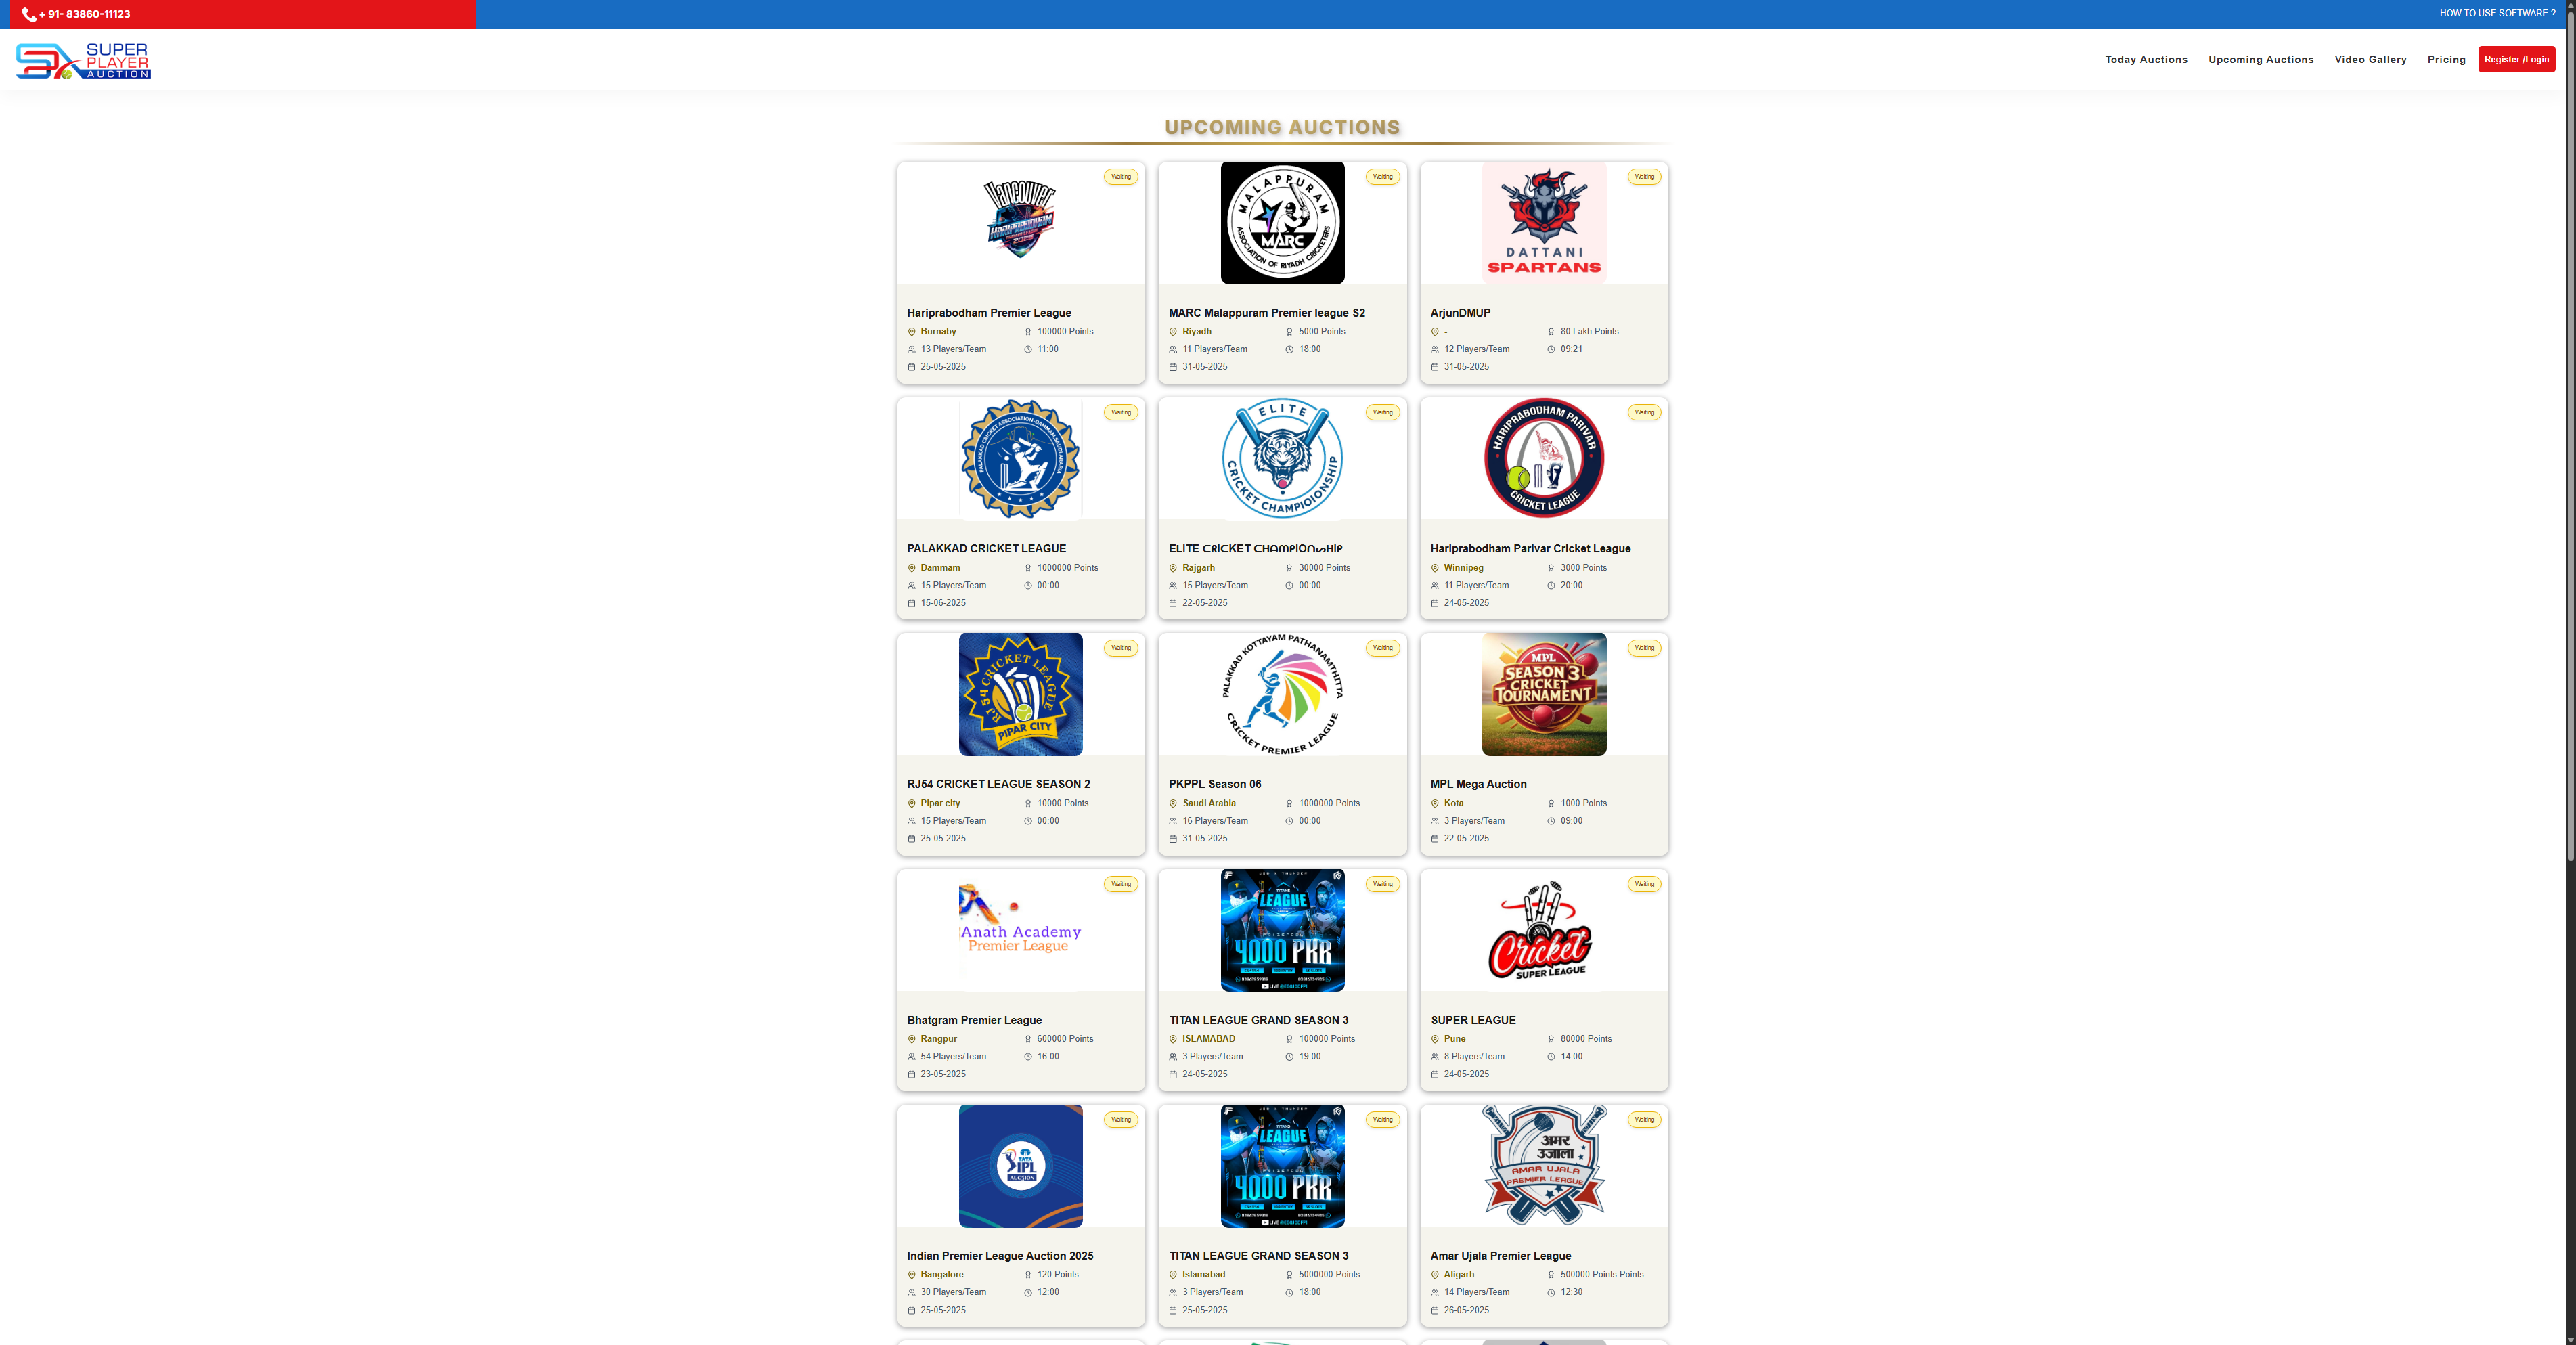 + 91- 83860-11123
HOW TO USE SOFTWARE ?
SUPER
PLAYER
AUCTION
Today Auctions
Upcoming Auctions
Video Gallery
Pricing
Register /Login
UPCOMING AUCTIONS
Vancouver
Waiting
Hariprabodham Premier League
Burnaby
100000 Points
13 Players/Team
11:00
25-05-2025
MALAPPURAM
MARC
ASSOCIATION OF RIYADH CRICKETERS
Waiting
MARC Malappuram Premier league S2
Riyadh
5000 Points
11 Players/Team
18:00
31-05-2025
DATTANI
SPARTANS
Waiting
ArjunDMUP
-
80 Lakh Points
12 Players/Team
09:21
31-05-2025
PALAKKAD CRICKET ASSOCIATION-DAMMAM SAUDI ARABIA
Waiting
PALAKKAD CRICKET LEAGUE
Dammam
1000000 Points
15 Players/Team
00:00
15-06-2025
ELITE
CRICKET CHAMPIOIONSHIP
Waiting
ELITE ᑕᖇIᑕKET ᑕᕼᗩᗰᑭIOᑎᔕᕼIᑭ
Rajgarh
30000 Points
15 Players/Team
00:00
22-05-2025
HARIPRABODHAM PARIVAR
CRICKET LEAGUE
Waiting
Hariprabodham Parivar Cricket League
Winnipeg
3000 Points
11 Players/Team
20:00
24-05-2025
RJ54 CRICKET LEAGUE
PIPAR CITY
Waiting
RJ54 CRICKET LEAGUE SEASON 2
Pipar city
10000 Points
15 Players/Team
00:00
25-05-2025
PALAKKAD KOTTAYAM PATHANAMTHITTA
CRICKET PREMIER LEAGUE
Waiting
PKPPL Season 06
Saudi Arabia
1000000 Points
16 Players/Team
00:00
31-05-2025
MPL
SEASON 3
CRICKET
TOURNAMENT
Waiting
MPL Mega Auction
Kota
1000 Points
3 Players/Team
09:00
22-05-2025
Anath Academy
Premier League
Waiting
Bhatgram Premier League
Rangpur
600000 Points
54 Players/Team
16:00
23-05-2025
TITANS
LEAGUE
PRIZEPOOL
4000 PKR
Waiting
TITAN LEAGUE GRAND SEASON 3
ISLAMABAD
100000 Points
3 Players/Team
19:00
24-05-2025
Cricket
SUPER LEAGUE
Waiting
SUPER LEAGUE
Pune
80000 Points
8 Players/Team
14:00
24-05-2025
TATA
IPL
AUCTION
Waiting
Indian Premier League Auction 2025
Bangalore
120 Points
30 Players/Team
12:00
25-05-2025
TITANS
LEAGUE
PRIZEPOOL
4000 PKR
Waiting
TITAN LEAGUE GRAND SEASON 3
Islamabad
5000000 Points
3 Players/Team
18:00
25-05-2025
अमर
उजाला
AMAR UJALA
PREMIER LEAGUE
Waiting
Amar Ujala Premier League
Aligarh
500000 Points Points
14 Players/Team
12:30
26-05-2025